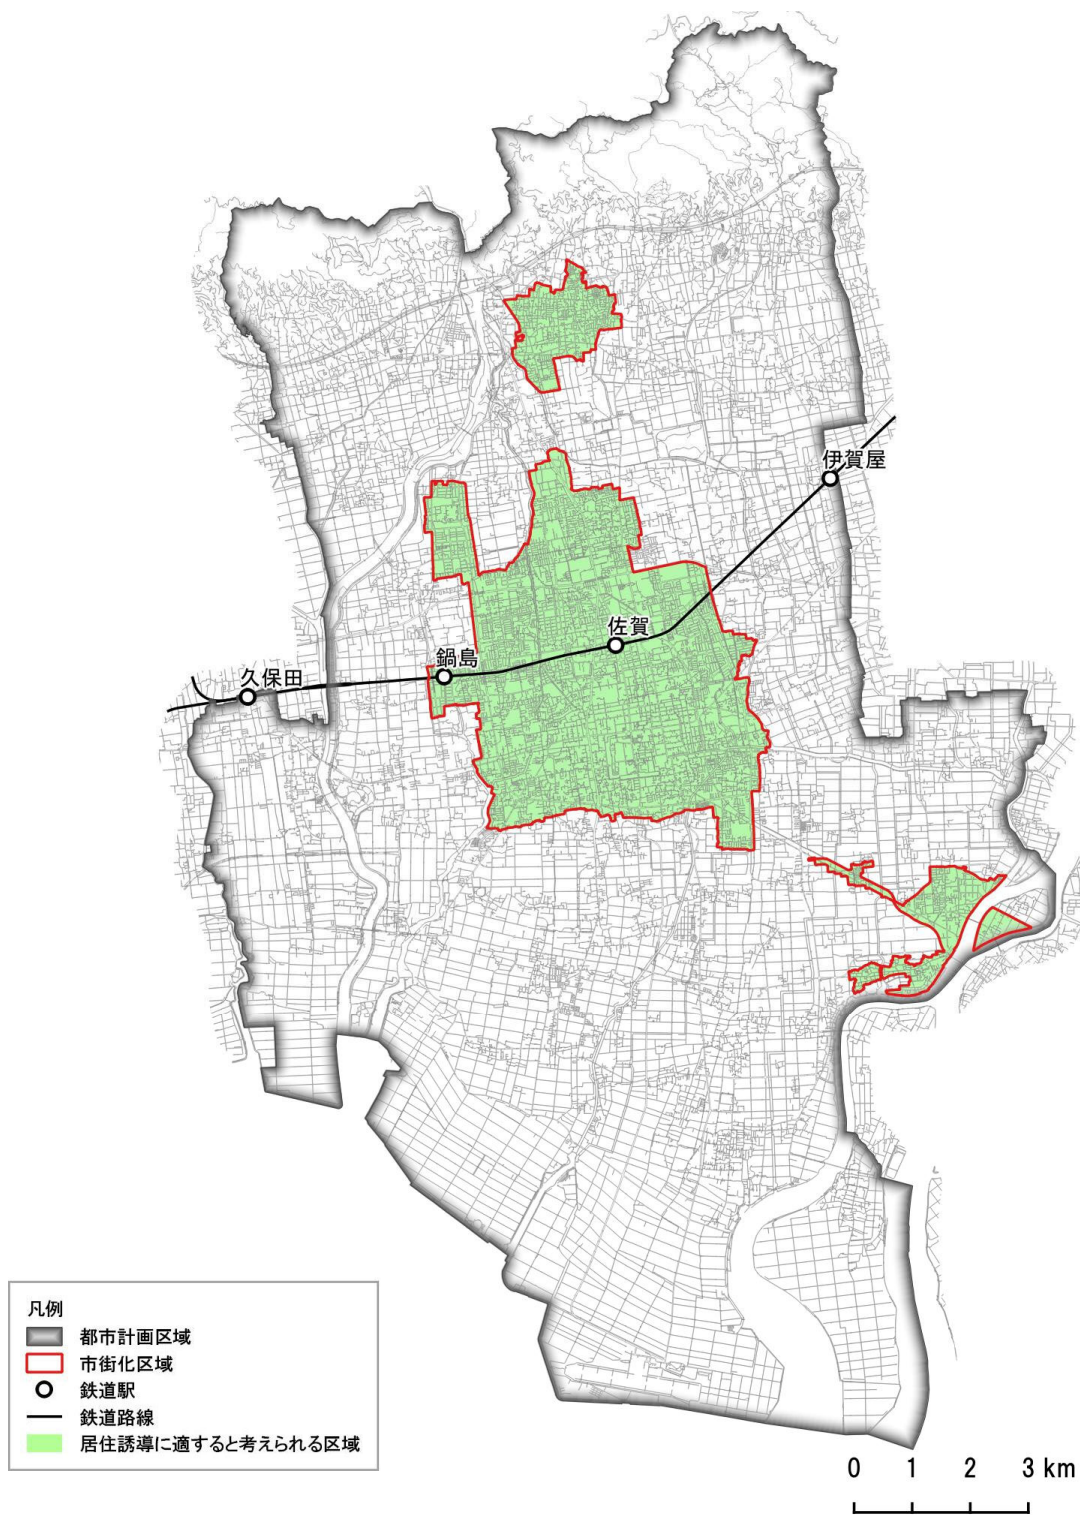 伊賀屋
佐賀
鍋島
久保田
凡例
都市計画区域
市街化区域
鉄道駅
鉄道路線
居住誘導に適すると考えられる区域
0 1 2 3 km